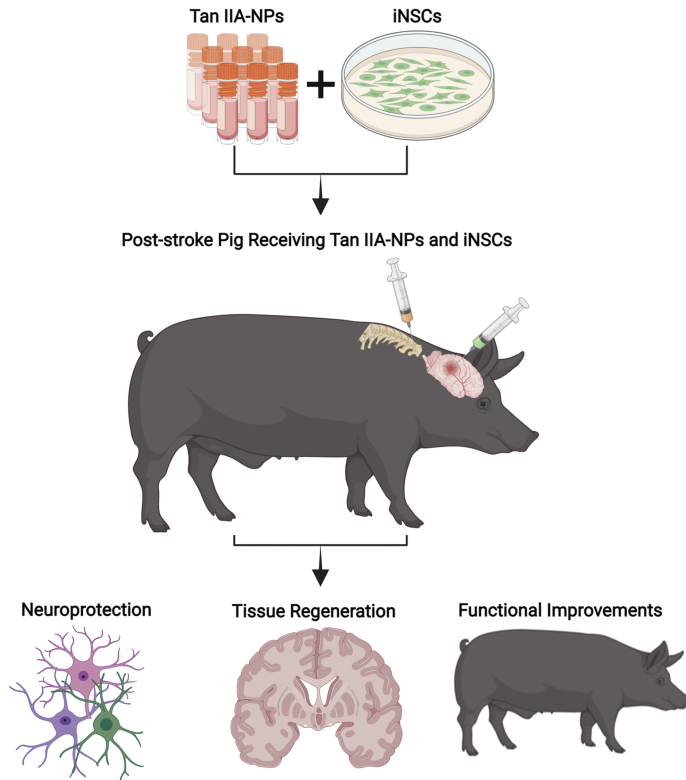 Tan IIA-NPs
iNSCs
Post-stroke Pig Receiving Tan IIA-NPs and iNSCs
Neuroprotection
Tissue Regeneration
Functional Improvements